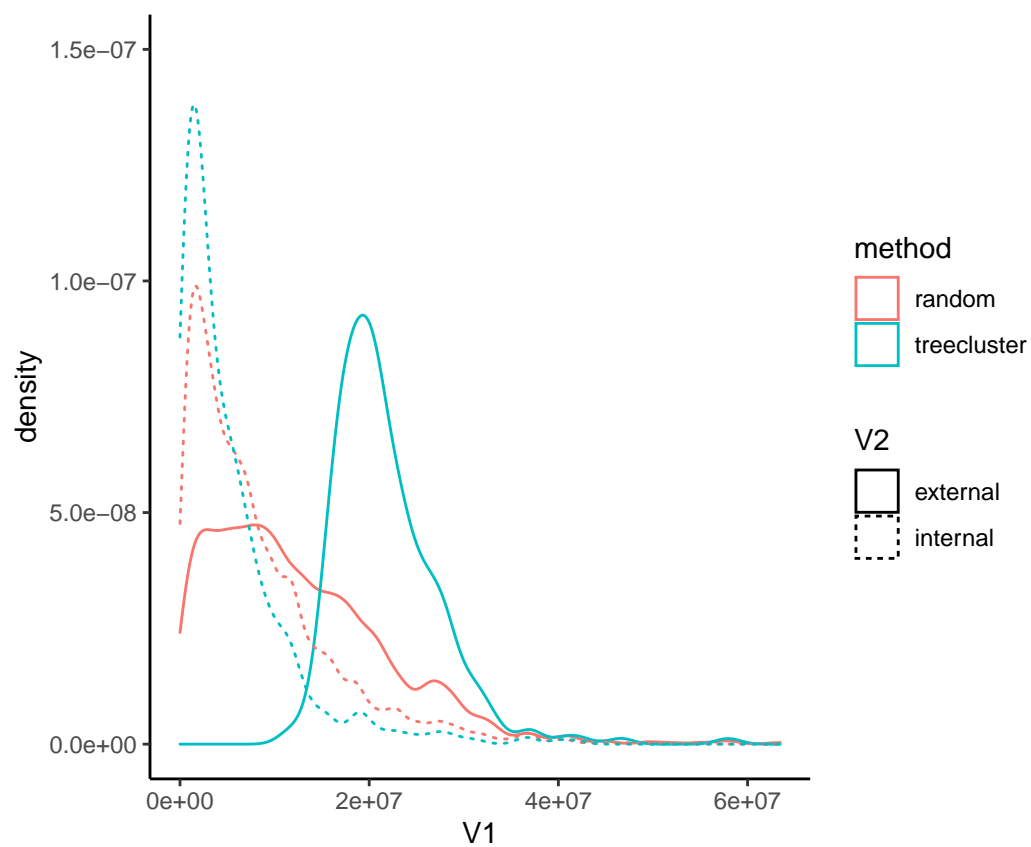 1.5e−07
1.0e−07
5.0e−08
0.0e+00
density
0e+00
2e+07
4e+07
6e+07
V1
method
random
treecluster
V2
external
internal